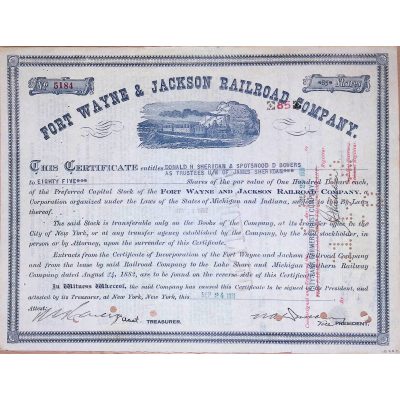 No 5184
*85* Shares
FORT WAYNE & JACKSON RAILROAD COMPANY.
85
THIS CERTIFICATE entitles DONALD H SHERIDAN & SPOTSWOOD D BOWERS
AS TRUSTEES U/W OF JAMES SHERIDAN***
to EIGHTY FIVE*** Shares of the par value of One Hundred Dollars each,
of the Preferred Capital Stock of the FORT WAYNE AND JACKSON RAILROAD COMPANY, a
Corporation organized under the Laws of the States of Michigan and Indiana, subject to the By-Laws
thereof.
The said Stock is transferable only on the Books of the Company, at its transfer office in the
City of New York, or at any transfer agency established by the Company, by the stockholder, in
person or by Attorney, upon the surrender of this Certificate.
Extracts from the Certificate of Incorporation of the Fort Wayne and Jackson Railroad Company
and from the lease by said Railroad Company to the Lake Shore and Michigan Southern Railway
Company dated August 24, 1882, are to be found on the reverse side of this Certificate.
In Witness Whereof, the said Company has caused this Certificate to be signed by its President, and
attested by its Treasurer, at New York, New York, this SEP 24
Attest:
Asst. TREASURER.
Vice PRESIDENT.